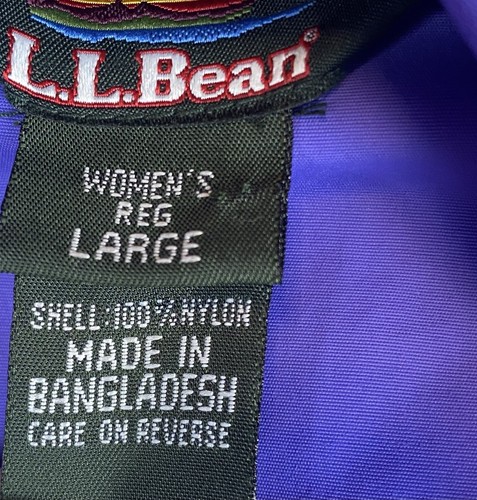 L.L.Bean®
WOMEN'S
REG
LARGE
SHELL:100%NYLON
MADE IN
BANGLADESH
CARE ON REVERSE